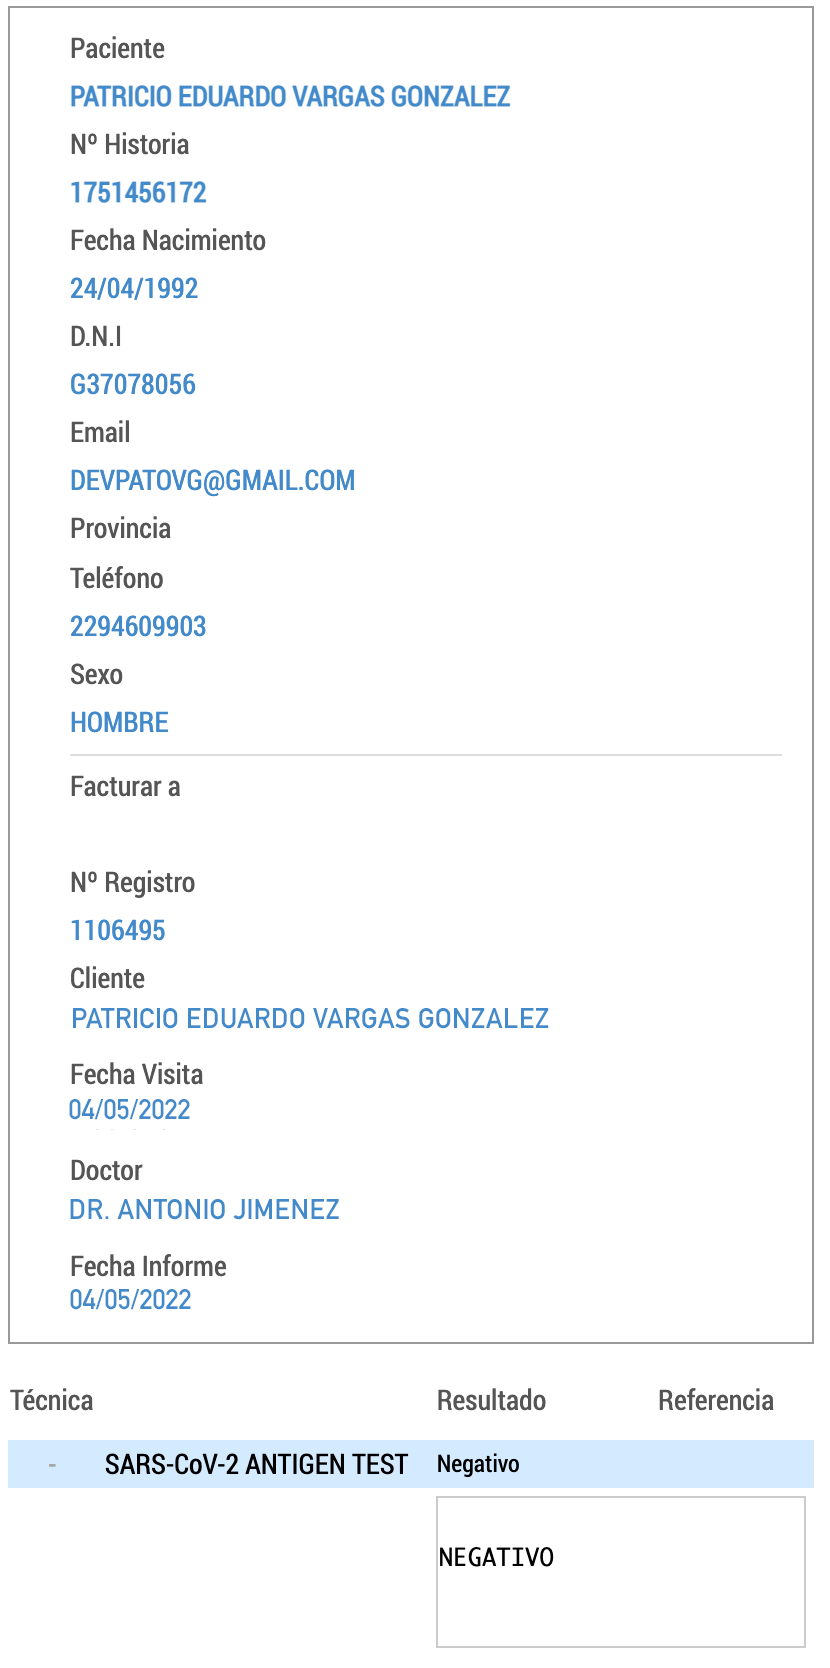 Paciente
PATRICIO EDUARDO VARGAS GONZALEZ
Nº Historia
1751456172
Fecha Nacimiento
24/04/1992
D.N.I
G37078056
Email
DEVPATOVG@GMAIL.COM
Provincia
Teléfono
2294609903
Sexo
HOMBRE
Facturar a
Nº Registro
1106495
Cliente
PATRICIO EDUARDO VARGAS GONZALEZ
Fecha Visita
04/05/2022
Doctor
DR. ANTONIO JIMENEZ
Fecha Informe
04/05/2022
Técnica Resultado Referencia
- SARS-CoV-2 ANTIGEN TEST Negativo
NEGATIVO